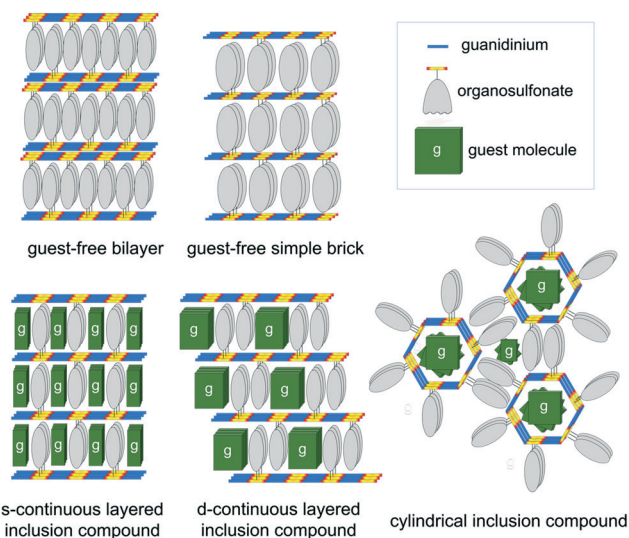 guanidinium
organosulfonate
g
guest molecule
guest-free bilayer
guest-free simple brick
g g g g
g g g g
g g g g
g g
g g
g g
g
g
g
g
s-continuous layered
inclusion compound
d-continuous layered
inclusion compound
cylindrical inclusion compound